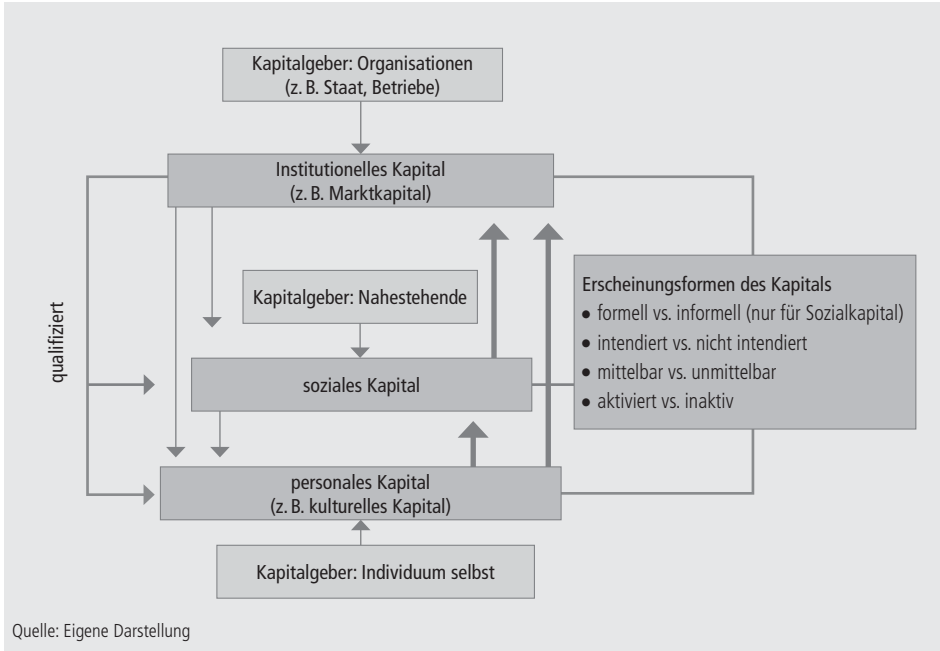 Kapitalgeber: Organisationen
(z. B. Staat, Betriebe)
Institutionelles Kapital
(z. B. Marktkapital)
Kapitalgeber: Nahestehende
Erscheinungsformen des Kapitals
• formell vs. informell (nur für Sozialkapital)
• intendiert vs. nicht intendiert
• mittelbar vs. unmittelbar
• aktiviert vs. inaktiv
qualifiziert
soziales Kapital
personales Kapital
(z. B. kulturelles Kapital)
Kapitalgeber: Individuum selbst
Quelle: Eigene Darstellung